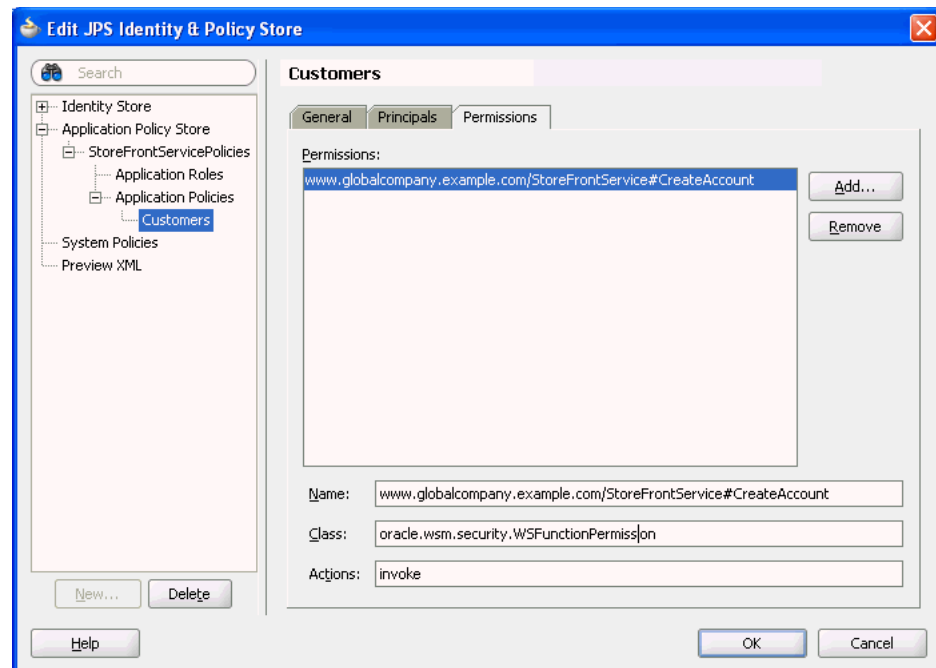 Edit JPS Identity & Policy Store
Search
Identity Store
Application Policy Store
StoreFrontServicePolicies
Application Roles
Application Policies
Customers
System Policies
Preview XML
New...
Delete
Customers
General Principals Permissions
Permissions:
www.globalcompany.example.com/StoreFrontService#CreateAccount
Add...
Remove
Name: www.globalcompany.example.com/StoreFrontService#CreateAccount
Class: oracle.wsm.security.WSFunctionPermission
Actions: invoke
Help
OK
Cancel